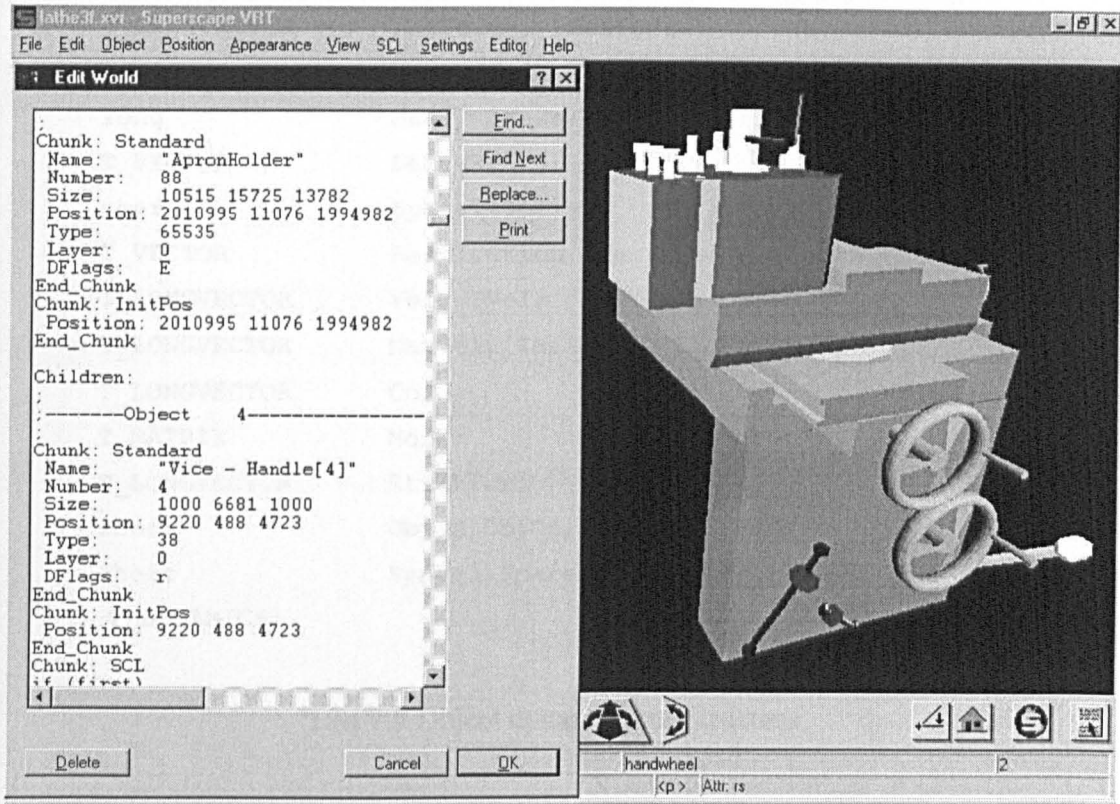 lathe3f.xvr - Superscape VRT
File Edit Object Position Appearance View SCL Settings Editor Help
Edit World
;
Chunk: Standard
Name: "ApronHolder"
Number: 88
Size: 10515 15725 13782
Position: 2010995 11076 1994982
Type: 65535
Layer: 0
DFlags: E
End_Chunk
Chunk: InitPos
Position: 2010995 11076 1994982
End_Chunk
Children:
;
;--------Object 4----------------
;
Chunk: Standard
Name: "Vice - Handle[4]"
Number: 4
Size: 1000 6681 1000
Position: 9220 488 4723
Type: 38
Layer: 0
DFlags: r
End_Chunk
Chunk: InitPos
Position: 9220 488 4723
End_Chunk
Chunk: SCL
if (first)
Find...
Find Next
Replace...
Print
Delete
Cancel
OK
handwheel 2
<p> Attr: rs